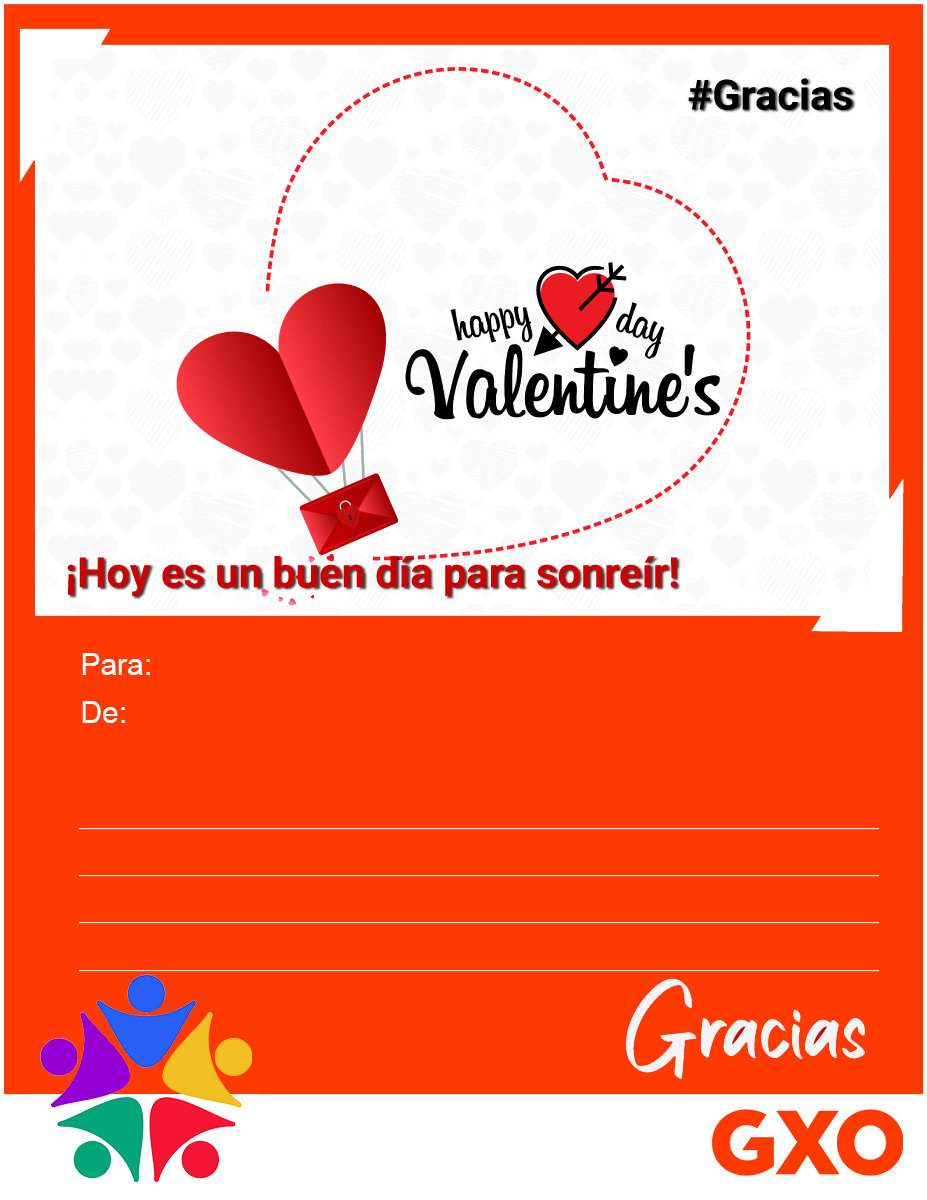 #Gracias
happy day
Valentine's
¡Hoy es un buen día para sonreír!
Para:
De:
Gracias
GXO